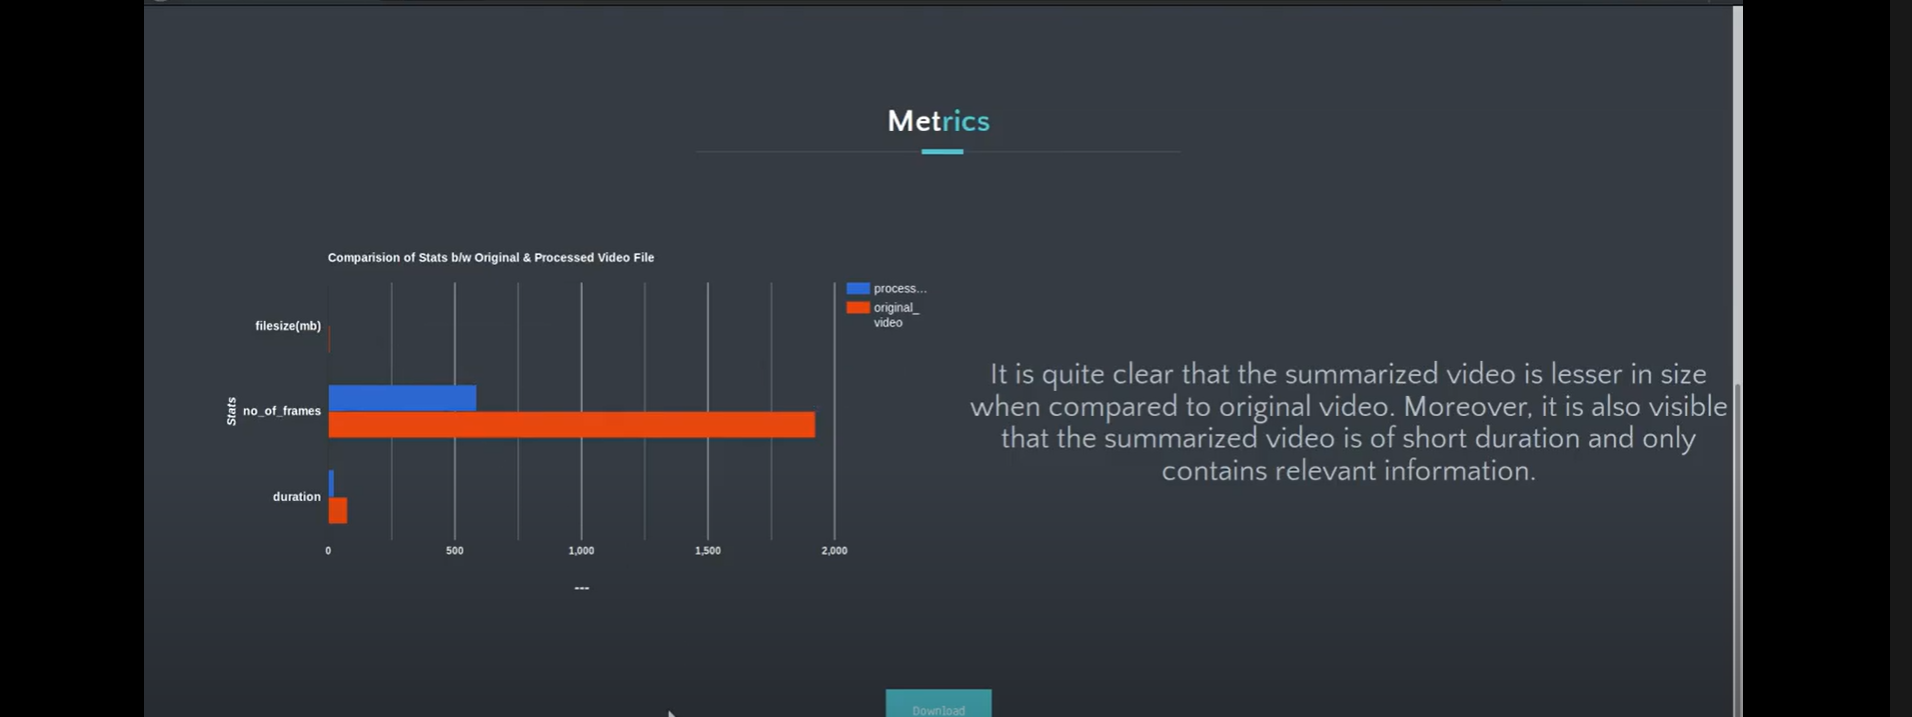 Metrics
Comparision of Stats b/w Original & Processed Video File
process...
original_
video
filesize(mb)
no_of_frames
duration
Stats
0 500 1,000 1,500 2,000
---
It is quite clear that the summarized video is lesser in size
when compared to original video. Moreover, it is also visible
that the summarized video is of short duration and only
contains relevant information.
Download